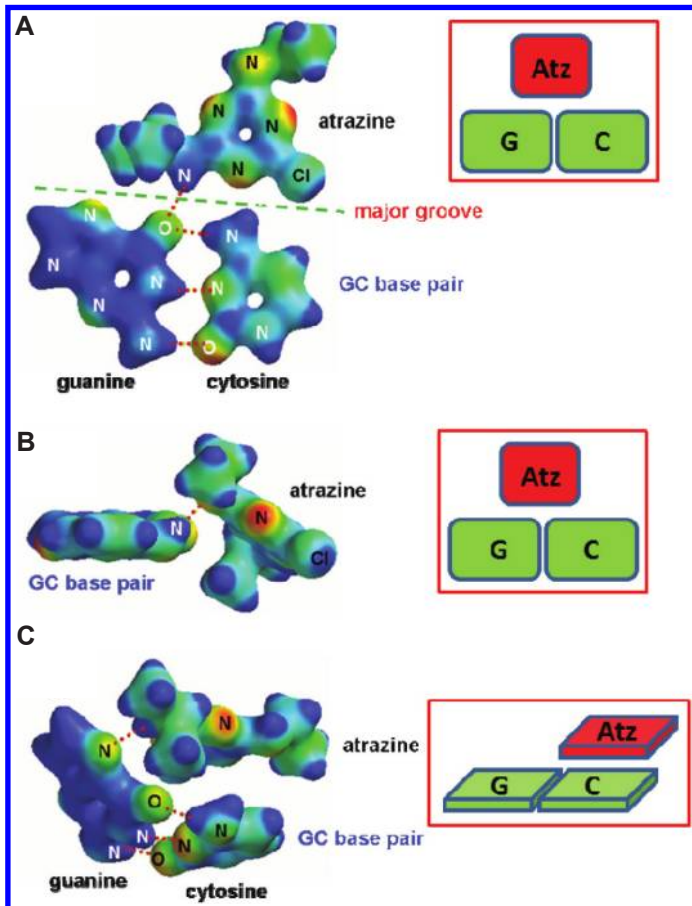 A
N
Atz
N
N
atrazine
G
C
N
N
Cl
major groove
N
O
N
N
N
N
GC base pair
N
N
O
guanine
cytosine
B
Atz
atrazine
N
N
G
C
GC base pair
Cl
C
Atz
N
N
atrazine
G
C
O
N
N
N
GC base pair
N
O
guanine
cytosine